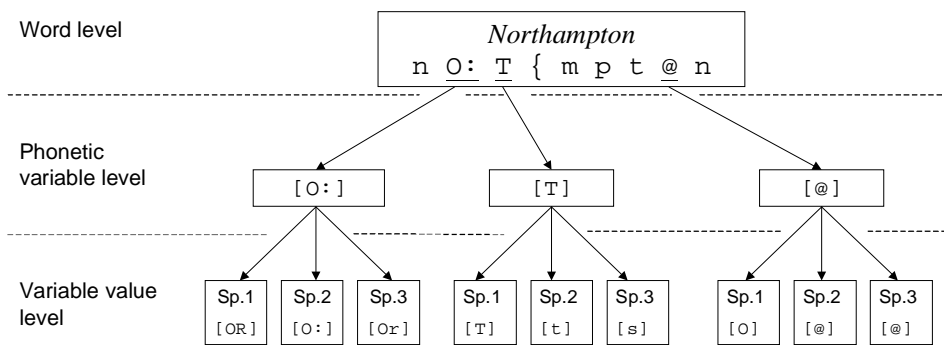 Word level
Northampton
n O: T { m p t @ n
Phonetic
variable level
[O:]
[T]
[@]
Variable value
level
Sp.1
[OR]
Sp.2
[O:]
Sp.3
[Or]
Sp.1
[T]
Sp.2
[t]
Sp.3
[s]
Sp.1
[O]
Sp.2
[@]
Sp.3
[@]